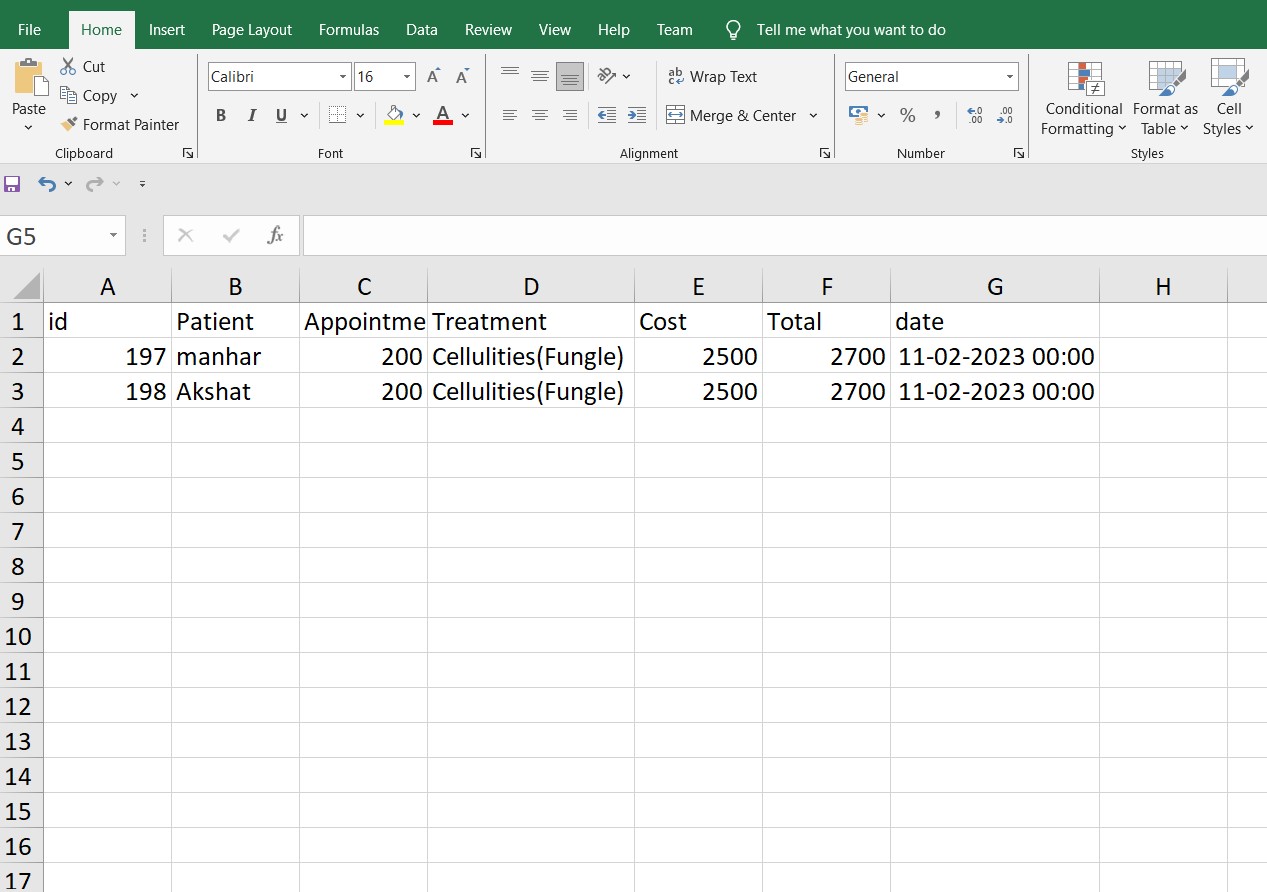 File Home Insert Page Layout Formulas Data Review View Help Team Tell me what you want to do
Paste
Cut
Copy
Format Painter
Clipboard
Calibri 16 A A
B I U A
Font
ab Wrap Text
Merge & Center
Alignment
General
% , .00 .00
Number
Conditional Formatting
Format as Table
Cell Styles
Styles
G5 fx
A B C D E F G H
1 id Patient Appointme Treatment Cost Total date
2 197 manhar 200 Cellulities(Fungle) 2500 2700 11-02-2023 00:00
3 198 Akshat 200 Cellulities(Fungle) 2500 2700 11-02-2023 00:00
4
5
6
7
8
9
10
11
12
13
14
15
16
17